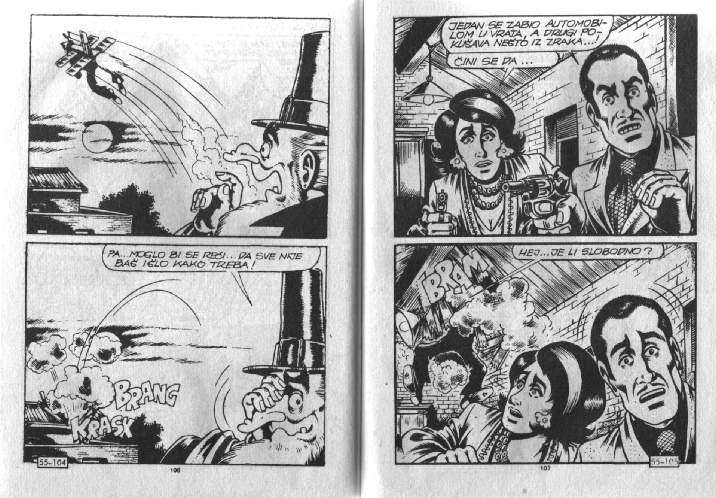 PA...MOGLO BI SE REĆI...DA SVE NIJE
BAŠ IŠLO KAKO TREBA!
BRANG
KRASK
55-104
106
JEDAN SE ZABIO AUTOMOBI-
LOM U VRATA, A DRUGI PO-
KUŠAVA NEŠTO IZ ZRAKA...
ČINI SE DA...
HEJ...JE LI SLOBODNO?
BRAM
107
55-105